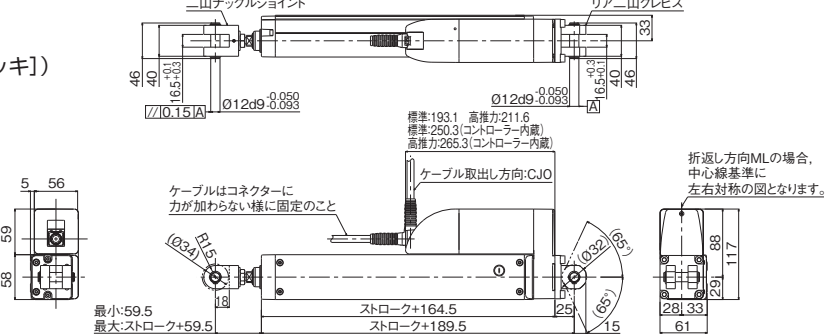 二山ナックルジョイント
リア二山クレビス
ッキ])
46
40
16.5+0.3
+0.1
// 0.15 A
Ø12d9 -0.050 -0.093
Ø12d9 -0.050 -0.093
A
16.5+0.3
+0.1
40
46
33
標準:193.1 高推力:211.6
標準:250.3(コントローラー内蔵)
高推力:265.3(コントローラー内蔵)
ケーブル取出し方向:CJO
ケーブルはコネクターに
力が加わらない様に固定のこと
折返し方向MLの場合,
中心線基準に
左右対称の図となります。
5
56
59
58
(Ø34)
R15
18
最小:59.5
最大:ストローク+59.5
ストローク+164.5
25
ストローク+189.5
15
(Ø32)
(65°)
(65°)
88
117
29
28
33
61